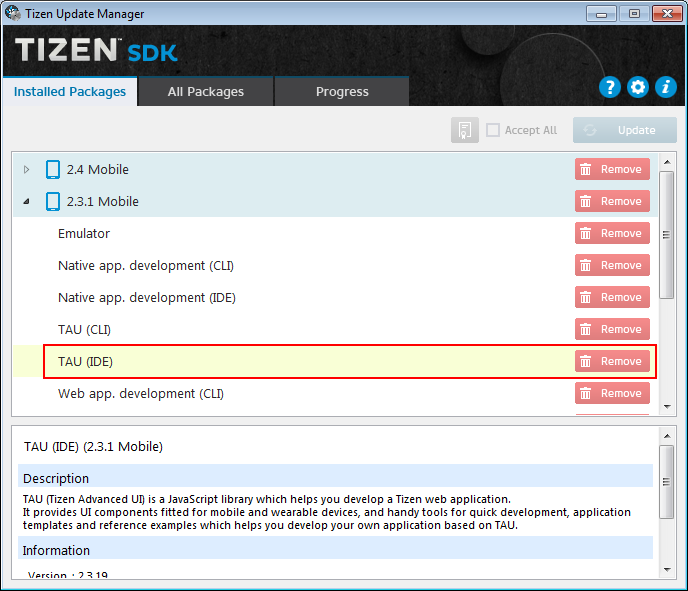 Tizen Update Manager
TIZEN™ SDK
Installed Packages All Packages Progress
Accept All Update
2.4 Mobile Remove
2.3.1 Mobile Remove
Emulator Remove
Native app. development (CLI) Remove
Native app. development (IDE) Remove
TAU (CLI) Remove
TAU (IDE) Remove
Web app. development (CLI) Remove
TAU (IDE) (2.3.1 Mobile)
Description
TAU (Tizen Advanced UI) is a JavaScript library which helps you develop a Tizen web application.
It provides UI components fitted for mobile and wearable devices, and handy tools for quick development, application
templates and reference examples which helps you develop your own application based on TAU.
Information
Version : 2.3.19